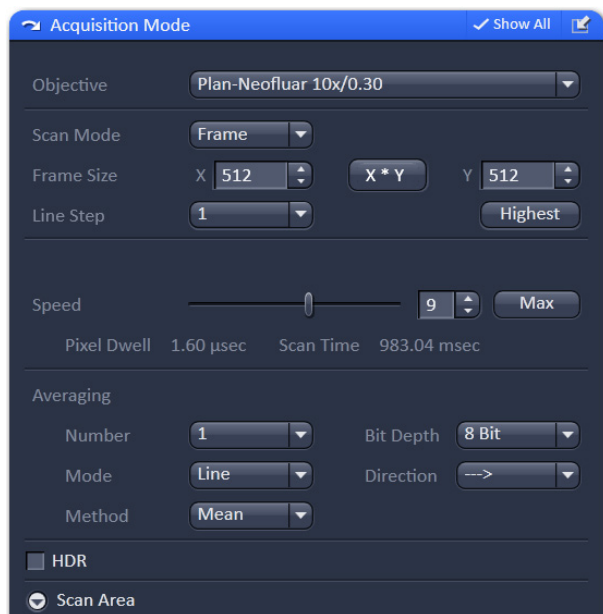 Acquisition Mode Show All
Objective Plan-Neofluar 10x/0.30
Scan Mode Frame
Frame Size X 512 X * Y Y 512
Line Step 1 Highest
Speed 9 Max
Pixel Dwell 1.60 µsec Scan Time 983.04 msec
Averaging
Number 1 Bit Depth 8 Bit
Mode Line Direction --->
Method Mean
HDR
Scan Area